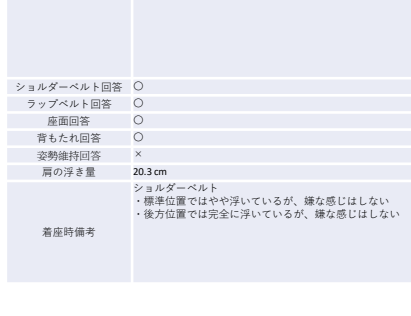 ショルダーベルト回答 〇
ラップベルト回答 〇
座面回答 〇
背もたれ回答 〇
姿勢維持回答 ×
肩の浮き量 20.3 cm
着座時備考
ショルダーベルト
・標準位置ではやや浮いているが、嫌な感じはしない
・後方位置では完全に浮いているが、嫌な感じはしない